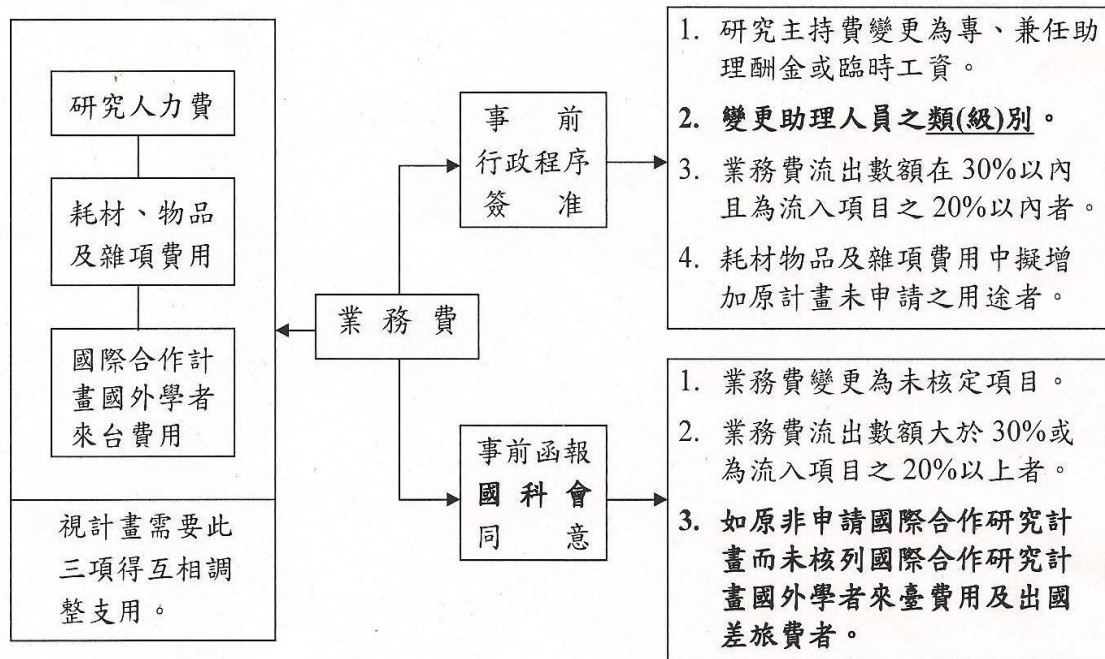 研究人力費
耗材、物品
及雜項費用
國際合作計
畫國外學者
來台費用
視計畫需要此
三項得互相調
整支用。
業務費
事前
行政程序
簽准
1. 研究主持費變更為專、兼任助
理酬金或臨時工資。
2. 變更助理人員之類(級)別。
3. 業務費流出數額在 30%以內
且為流入項目之 20%以內者。
4. 耗材物品及雜項費用中擬增
加原計畫未申請之用途者。
事前函報
國科會
同意
1. 業務費變更為未核定項目。
2. 業務費流出數額大於 30%或
為流入項目之 20%以上者。
3. 如原非申請國際合作研究計
畫而未核列國際合作研究計
畫國外學者來臺費用及出國
差旅費者。